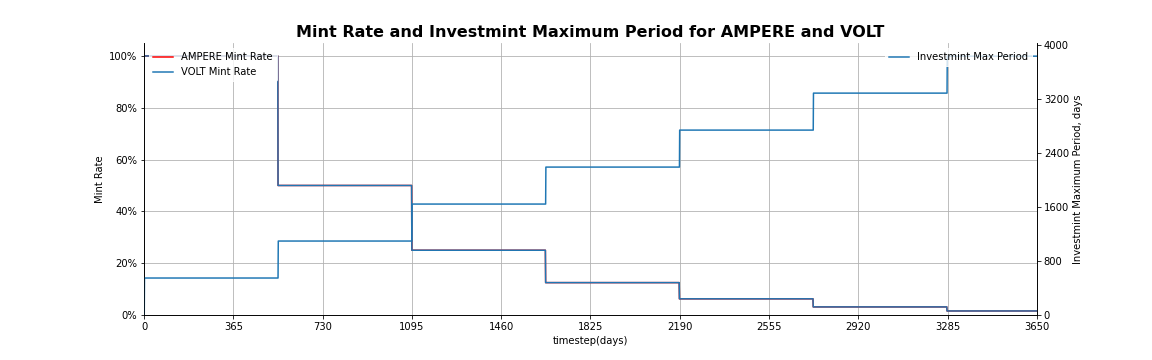 Mint Rate and Investmint Maximum Period for AMPERE and VOLT
AMPERE Mint Rate
VOLT Mint Rate
Investmint Max Period
100%
80%
60%
40%
20%
0%
Mint Rate
4000
3200
2400
1600
800
0
Investmint Maximum Period, days
0 365 730 1095 1460 1825 2190 2555 2920 3285 3650
timestep(days)